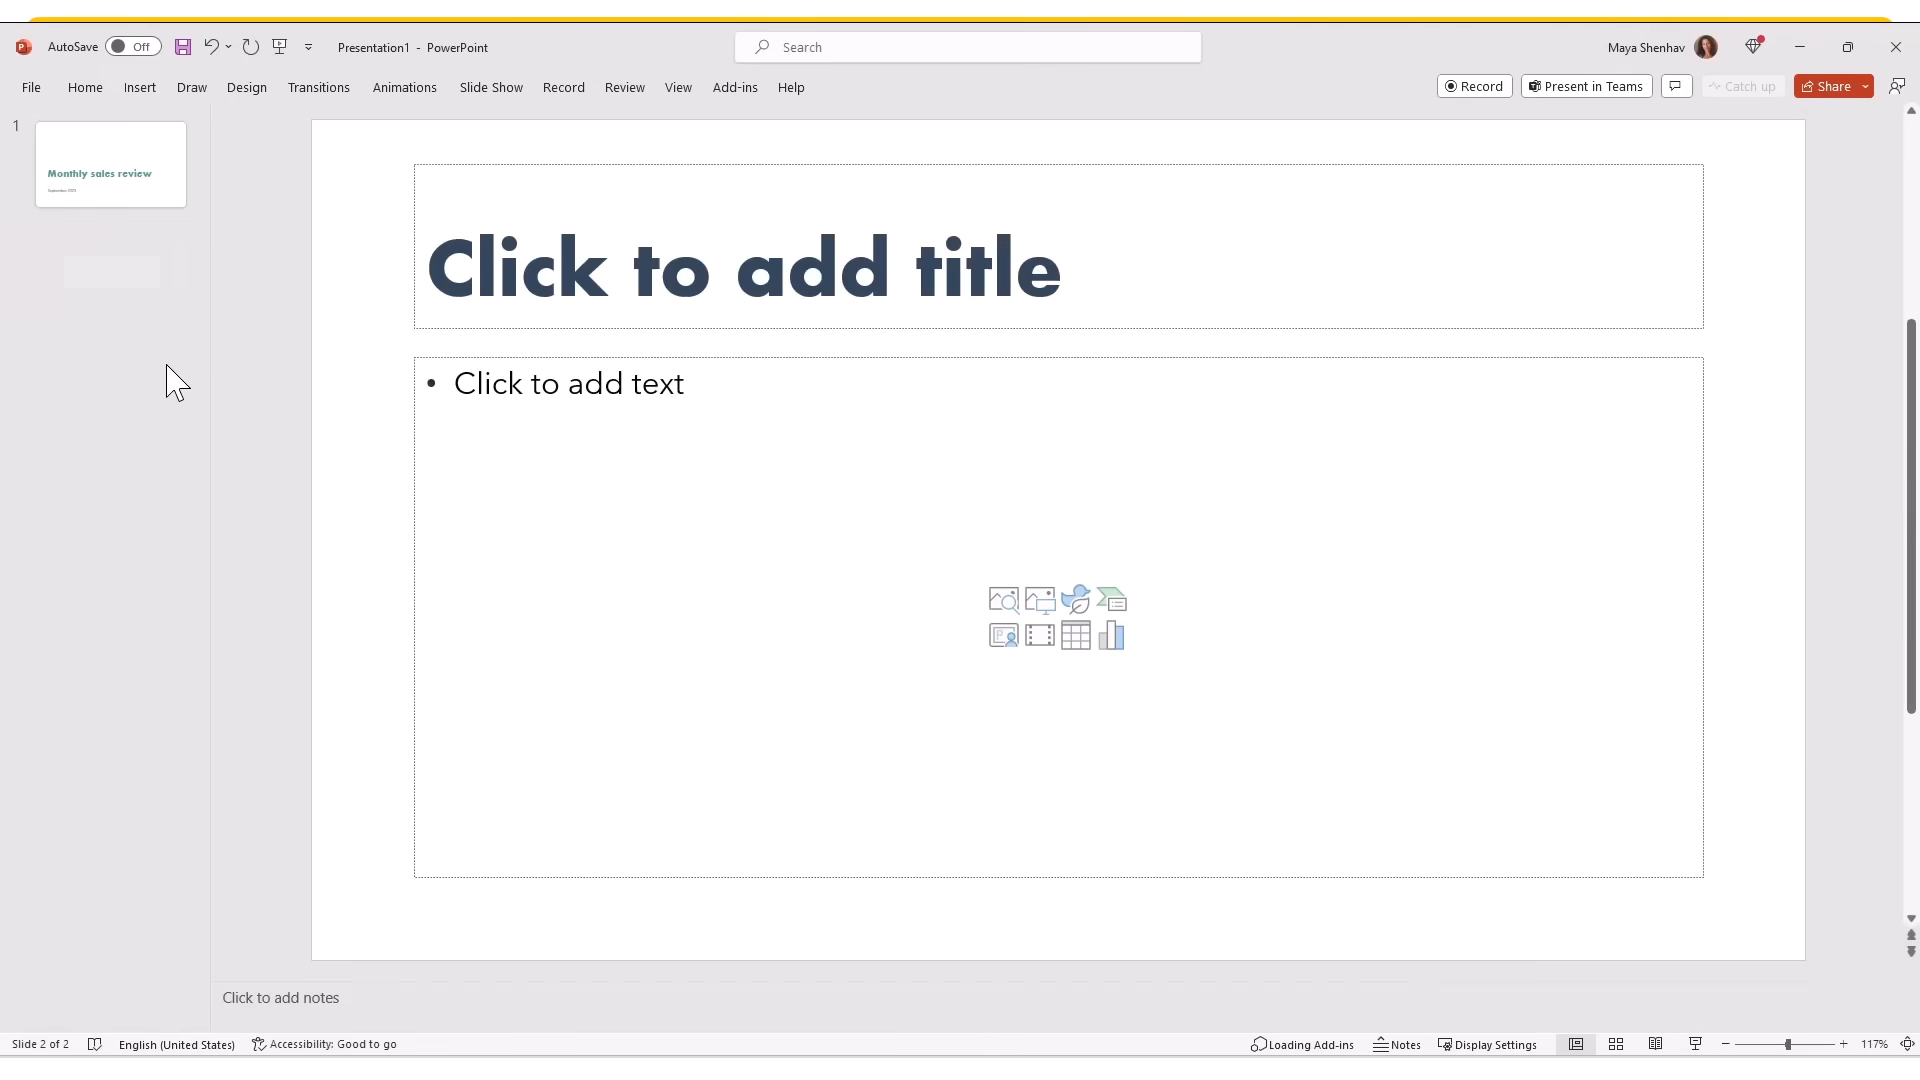 AutoSave Off Presentation1 - PowerPoint Search Maya Shenhav
File Home Insert Draw Design Transitions Animations Slide Show Record Review View Add-ins Help Record Present in Teams Catch up Share
1
Monthly sales review
Click to add title
• Click to add text
Click to add notes
Slide 2 of 2 English (United States) Accessibility: Good to go Loading Add-ins Notes Display Settings 117%